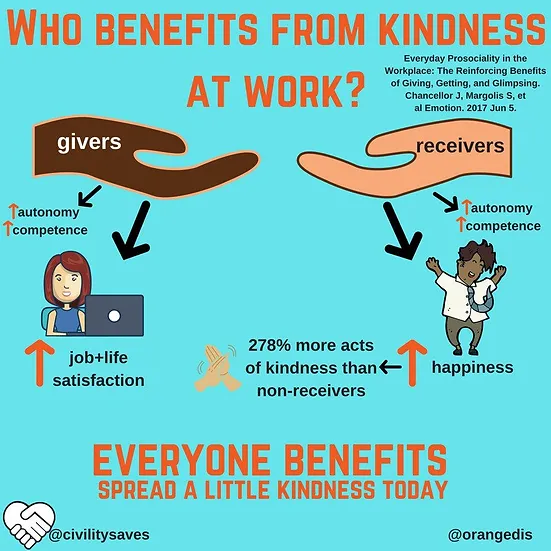 WHO BENEFITS FROM KINDNESS
AT WORK?
Everyday Prosociality in the
Workplace: The Reinforcing Benefits
of Giving, Getting, and Glimpsing.
Chancellor J, Margolis S, et
al Emotion. 2017 Jun 5.
givers
receivers
↑autonomy
↑competence
↑autonomy
↑competence
job+life
satisfaction
278% more acts
of kindness than
non-receivers
happiness
EVERYONE BENEFITS
SPREAD A LITTLE KINDNESS TODAY
@civilitysaves
@orangedis